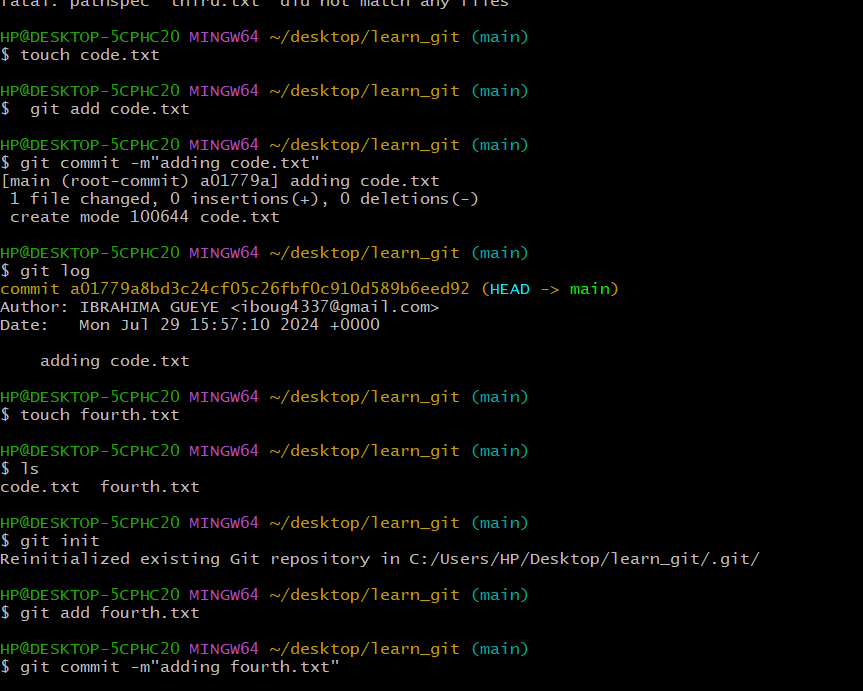 fatal: pathspec 'third.txt' did not match any files
HP@DESKTOP-5CPHC20 MINGW64 ~/desktop/learn_git (main)
$ touch code.txt
HP@DESKTOP-5CPHC20 MINGW64 ~/desktop/learn_git (main)
$  git add code.txt
HP@DESKTOP-5CPHC20 MINGW64 ~/desktop/learn_git (main)
$ git commit -m"adding code.txt"
[main (root-commit) a01779a] adding code.txt
 1 file changed, 0 insertions(+), 0 deletions(-)
 create mode 100644 code.txt
HP@DESKTOP-5CPHC20 MINGW64 ~/desktop/learn_git (main)
$ git log
commit a01779a8bd3c24cf05c26fbf0c910d589b6eed92 (HEAD -> main)
Author: IBRAHIMA GUEYE <iboug4337@gmail.com>
Date:   Mon Jul 29 15:57:10 2024 +0000
    adding code.txt
HP@DESKTOP-5CPHC20 MINGW64 ~/desktop/learn_git (main)
$ touch fourth.txt
HP@DESKTOP-5CPHC20 MINGW64 ~/desktop/learn_git (main)
$ ls
code.txt  fourth.txt
HP@DESKTOP-5CPHC20 MINGW64 ~/desktop/learn_git (main)
$ git init
Reinitialized existing Git repository in C:/Users/HP/Desktop/learn_git/.git/
HP@DESKTOP-5CPHC20 MINGW64 ~/desktop/learn_git (main)
$ git add fourth.txt
HP@DESKTOP-5CPHC20 MINGW64 ~/desktop/learn_git (main)
$ git commit -m"adding fourth.txt"